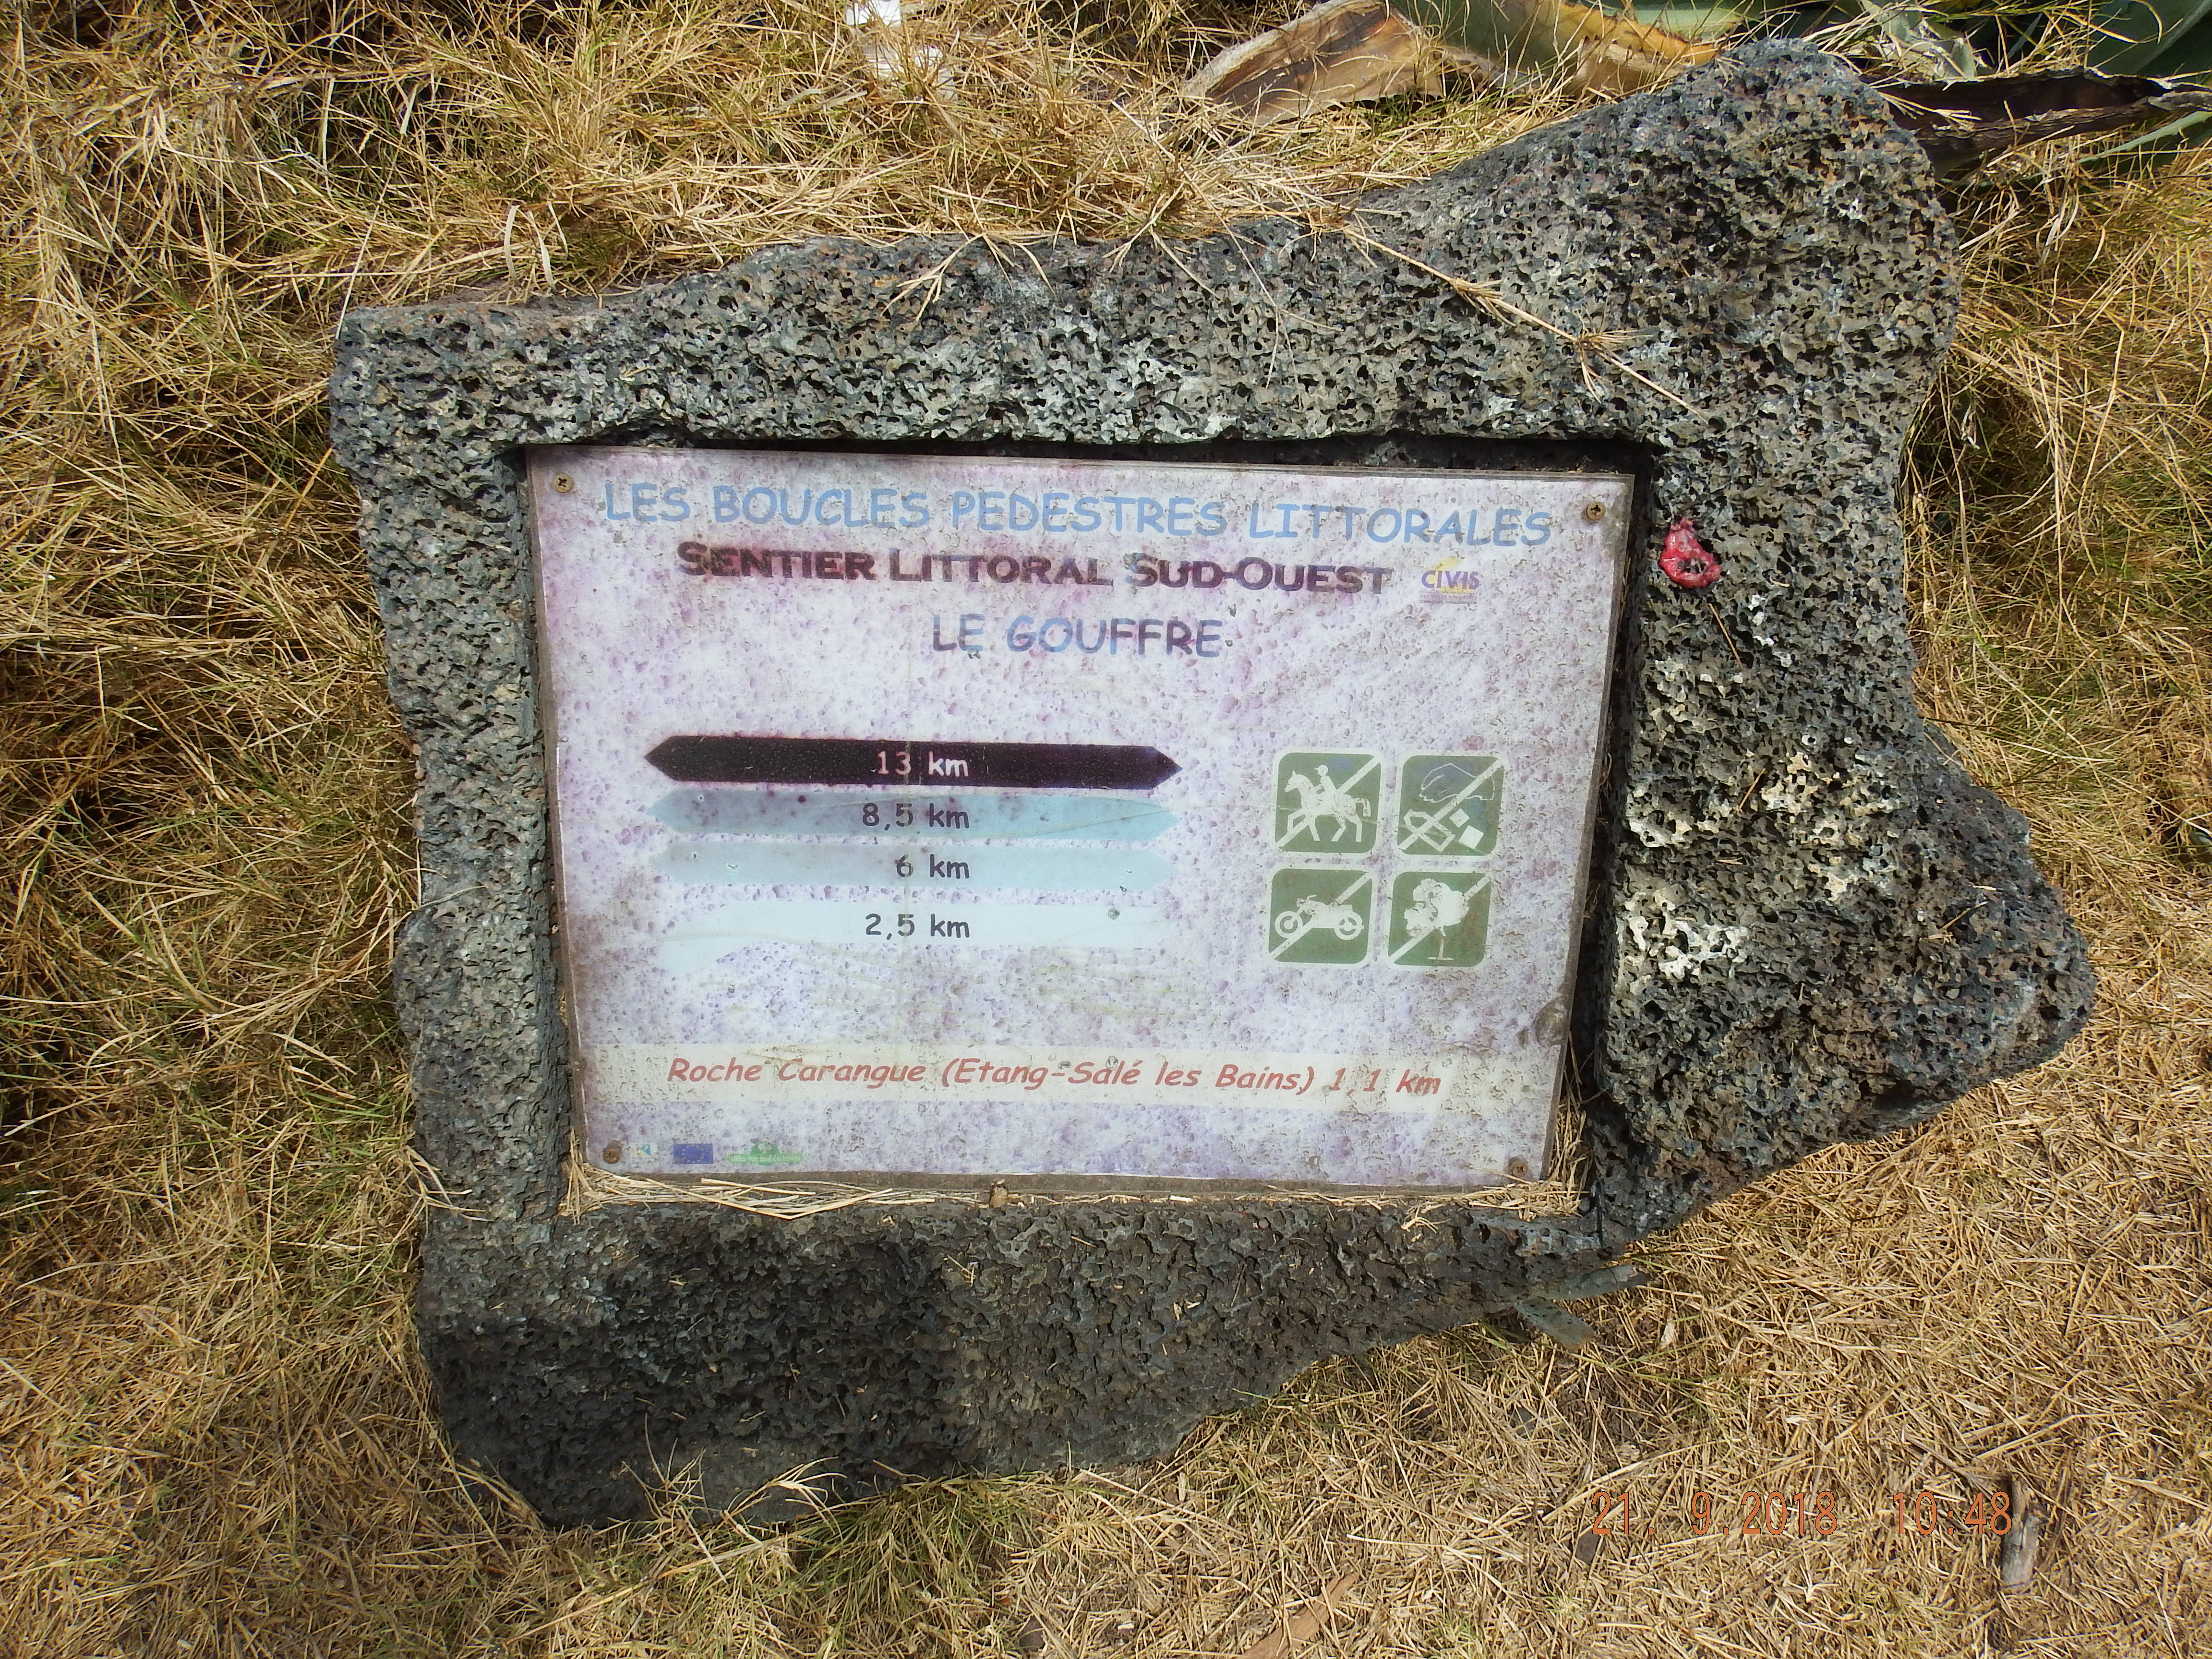 LES BOUCLES PEDESTRES LITTORALES
SENTIER LITTORAL SUD-OUEST
CIVIS
LE GOUFFRE
13 km
8,5 km
6 km
2,5 km
Roche Carangue (Etang-Salé les Bains) 1,1 km
21. 9.2018 10:48